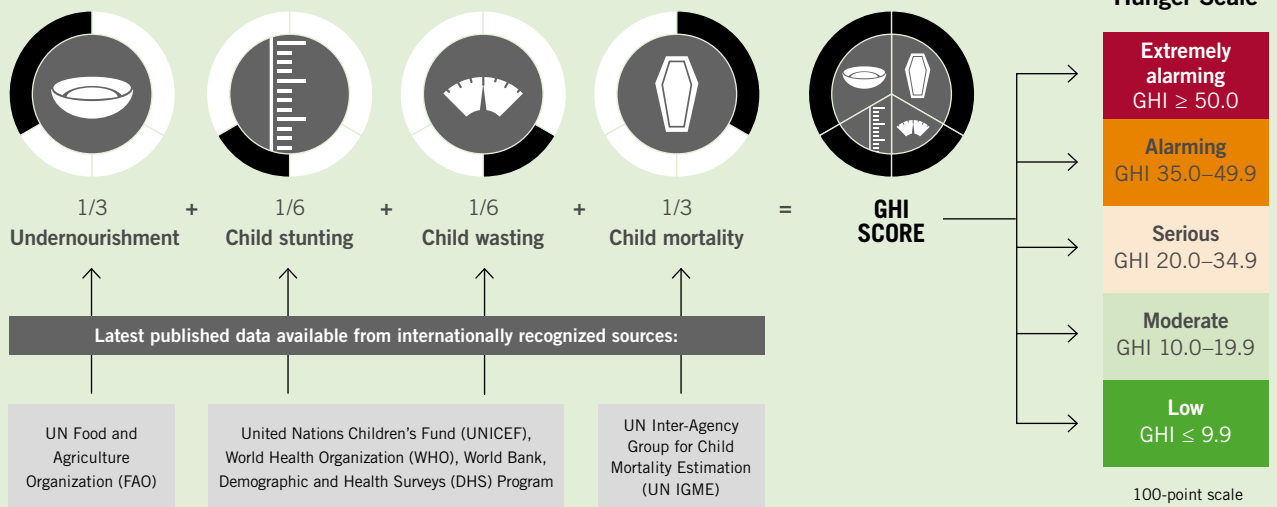 Hunger Scale
1/3 + 1/6 + 1/6 + 1/3 =
Undernourishment Child stunting Child wasting Child mortality
GHI
SCORE
Extremely
alarming
GHI ≥ 50.0
Alarming
GHI 35.0–49.9
Serious
GHI 20.0–34.9
Moderate
GHI 10.0–19.9
Low
GHI ≤ 9.9
100-point scale
Latest published data available from internationally recognized sources:
UN Food and
Agriculture
Organization (FAO)
United Nations Children's Fund (UNICEF),
World Health Organization (WHO), World Bank,
Demographic and Health Surveys (DHS) Program
UN Inter-Agency
Group for Child
Mortality Estimation
(UN IGME)